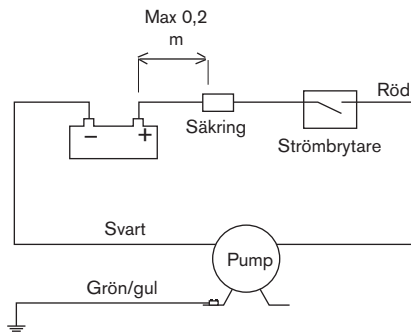 Max 0,2
m
Röd
Säkring
Strömbrytare
− +
Svart
Pump
Grön/gul